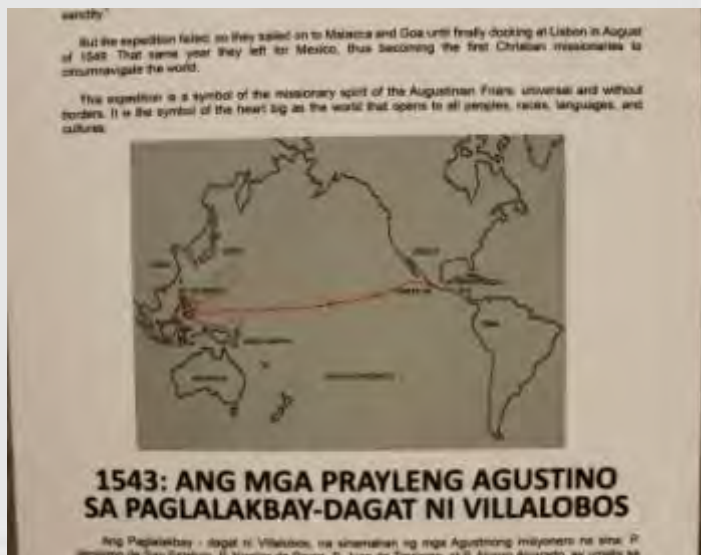 sanctity"
But the expedition failed, so they sailed on to Malacca and Goa until finally docking at Lisbon in August
of 1549. That same year they left for Mexico, thus becoming the first Christian missionaries to
circumnavigate the world.
This expedition is a symbol of the missionary spirit of the Augustinian Friars: universal and without
borders. It is the symbol of the heart big as the world that opens to all peoples, races, languages, and
cultures.
1543: ANG MGA PRAYLENG AGUSTINO
SA PAGLALAKBAY-DAGAT NI VILLALOBOS
Ang Paglalakbay - dagat ni Villalobos, na sinamahan ng mga Agustinong misyonero na sina: P.